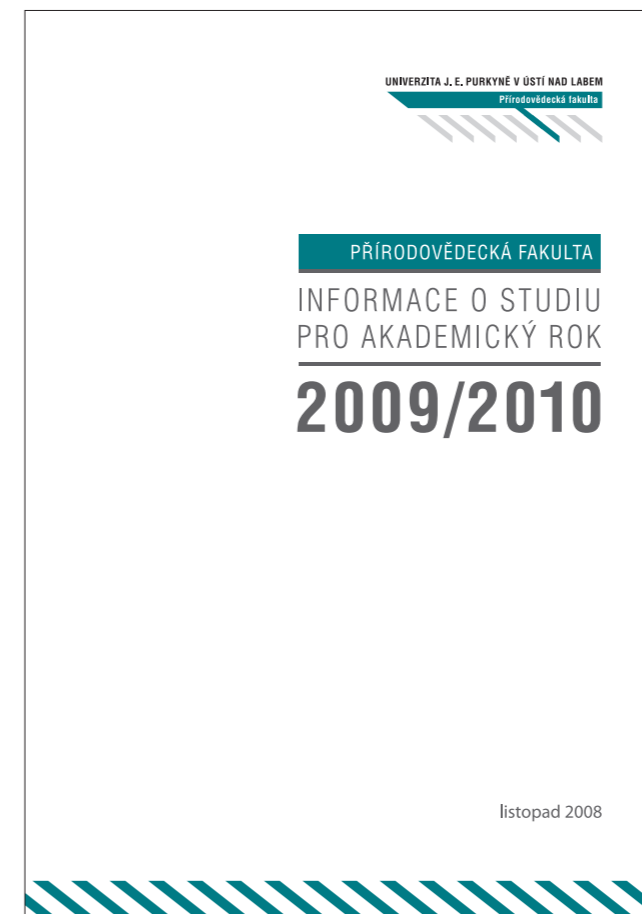 UNIVERZITA J. E. PURKYNĚ V ÚSTÍ NAD LABEM
Přírodovědecká fakulta
PŘÍRODOVĚDECKÁ FAKULTA
INFORMACE O STUDIU
PRO AKADEMICKÝ ROK
2009/2010
listopad 2008